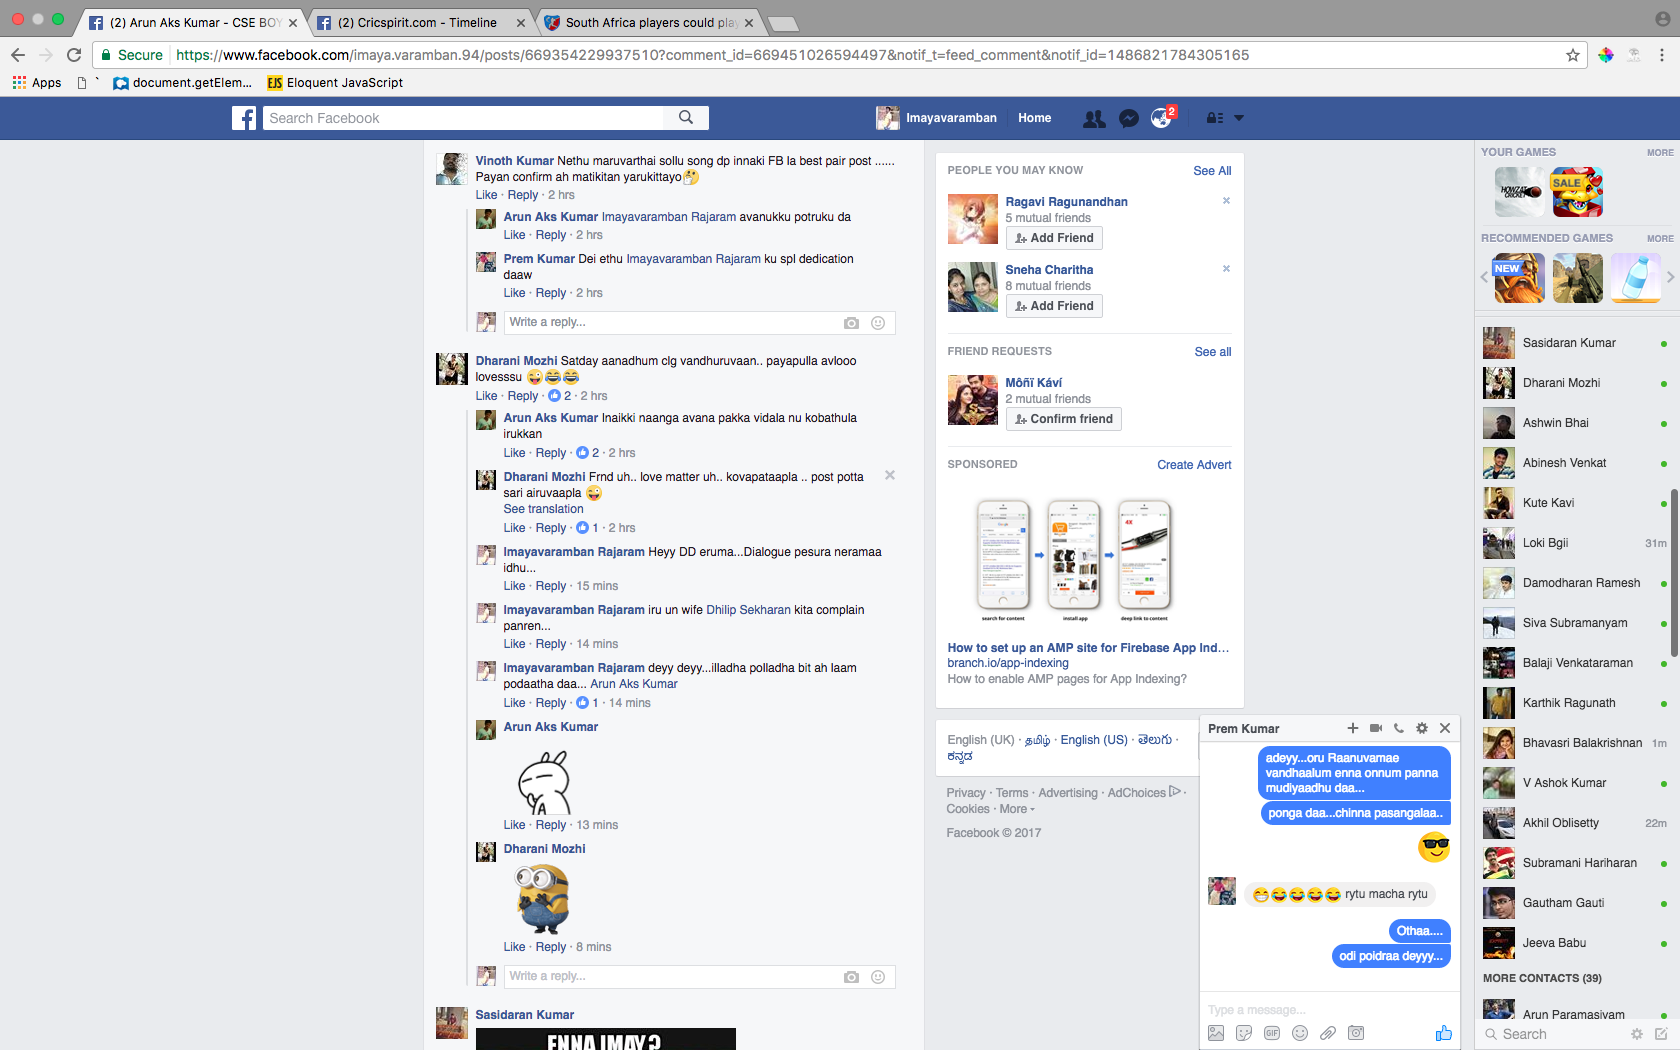 (2) Arun Aks Kumar - CSE BOY
(2) Cricspirit.com - Timeline
South Africa players could play
Secure
https://www.facebook.com/imaya.varamban.94/posts/669354229937510?comment_id=669451026594497&notif_t=feed_comment&notif_id=1486821784305165
Apps
`
document.getElem...
EJS Eloquent JavaScript
Search Facebook
Imayavaramban
Home
2
Vinoth Kumar Nethu maruvarthai sollu song dp innaki FB la best pair post ......
Payan confirm ah matikitan yarukittayo
Like · Reply · 2 hrs
Arun Aks Kumar Imayavaramban Rajaram avanukku potruku da
Like · Reply · 2 hrs
Prem Kumar Dei ethu Imayavaramban Rajaram ku spl dedication
daaw
Like · Reply · 2 hrs
Write a reply...
Dharani Mozhi Satday aanadhum clg vandhuruvaan.. payapulla avlooo
lovesssu 😜😂😂
Like · Reply · 2 · 2 hrs
Arun Aks Kumar Inaikki naanga avana pakka vidala nu kobathula
irukkan
Like · Reply · 2 · 2 hrs
Dharani Mozhi Frnd uh.. love matter uh.. kovapataapla .. post potta
sari airuvaapla 😜
See translation
Like · Reply · 1 · 2 hrs
Imayavaramban Rajaram Heyy DD eruma...Dialogue pesura neramaa
idhu...
Like · Reply · 15 mins
Imayavaramban Rajaram iru un wife Dhilip Sekharan kita complain
panren...
Like · Reply · 14 mins
Imayavaramban Rajaram deyy deyy...illadha polladha bit ah laam
podaatha daa... Arun Aks Kumar
Like · Reply · 1 · 14 mins
Arun Aks Kumar
Like · Reply · 13 mins
Dharani Mozhi
Like · Reply · 8 mins
Write a reply...
Sasidaran Kumar
ENNA IMAY ?
PEOPLE YOU MAY KNOW
See All
Ragavi Ragunandhan
5 mutual friends
Add Friend
Sneha Charitha
8 mutual friends
Add Friend
FRIEND REQUESTS
See all
Môñï Káví
2 mutual friends
Confirm friend
SPONSORED
Create Advert
4X
search for content
install app
deep link to content
How to set up an AMP site for Firebase App Ind...
branch.io/app-indexing
How to enable AMP pages for App Indexing?
English (UK) · தமிழ் · English (US) · తెలుగు ·
ಕನ್ನಡ
Privacy · Terms · Advertising · AdChoices ·
Cookies · More
Facebook © 2017
Prem Kumar
adeyy...oru Raanuvamae
vandhaalum enna onnum panna
mudiyaadhu daa...
ponga daa...chinna pasangalaa..
😁😂😂😂😂 rytu macha rytu
Othaa....
odi poidraa deyyy...
Type a message...
GIF
YOUR GAMES
MORE
HOWZAT
CRICKET
SALE
RECOMMENDED GAMES
MORE
NEW
Sasidaran Kumar
Dharani Mozhi
Ashwin Bhai
Abinesh Venkat
Kute Kavi
Loki Bgii
31m
Damodharan Ramesh
Siva Subramanyam
Balaji Venkataraman
Karthik Ragunath
Bhavasri Balakrishnan
1m
V Ashok Kumar
Akhil Oblisetty
22m
Subramani Hariharan
Gautham Gauti
Jeeva Babu
MORE CONTACTS (39)
Arun Paramasivam
Search